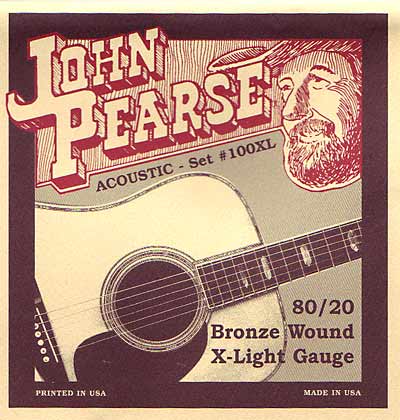 JOHN
PEARSE
ACOUSTIC - Set #100XL
80/20
Bronze Wound
X-Light Gauge
PRINTED IN USA
MADE IN USA